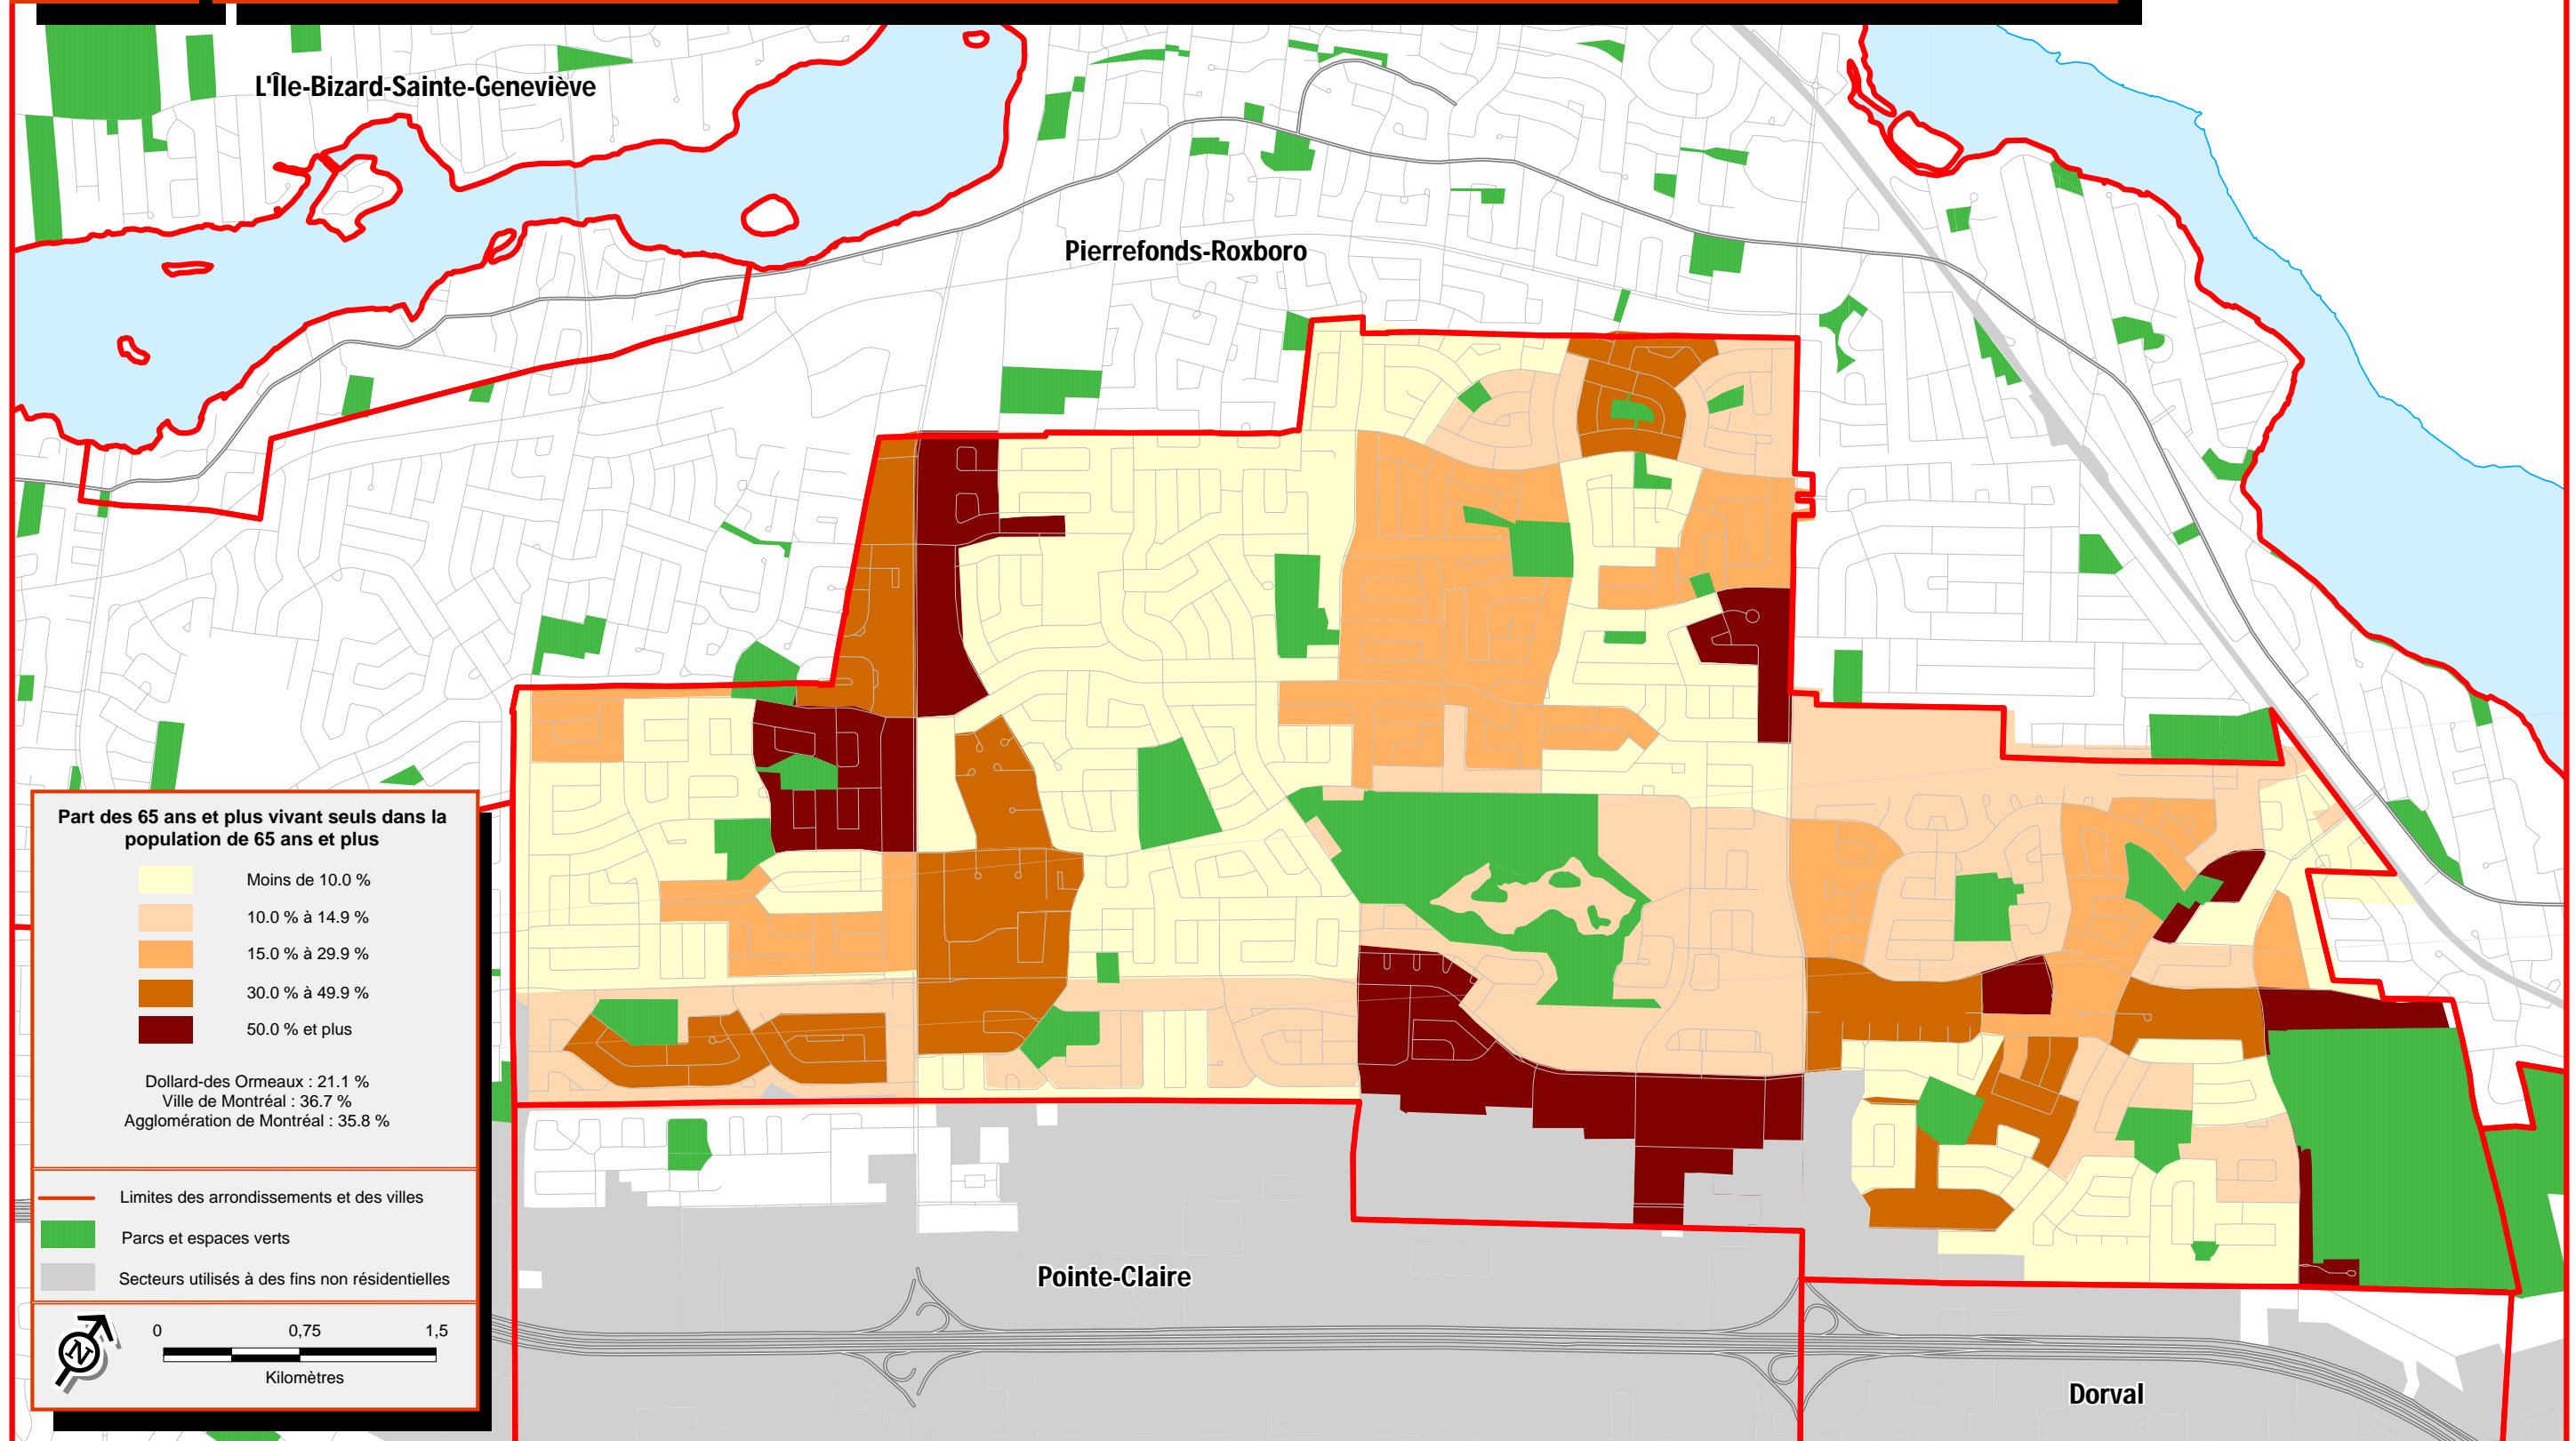 L'Île-Bizard-Sainte-Geneviève
Pierrefonds-Roxboro
Part des 65 ans et plus vivant seuls dans la
population de 65 ans et plus
Moins de 10.0 %
10.0 % à 14.9 %
15.0 % à 29.9 %
30.0 % à 49.9 %
50.0 % et plus
Dollard-des Ormeaux : 21.1 %
Ville de Montréal : 36.7 %
Agglomération de Montréal : 35.8 %
Limites des arrondissements et des villes
Parcs et espaces verts
Secteurs utilisés à des fins non résidentielles
N
0 0,75 1,5
Kilomètres
Pointe-Claire
Dorval